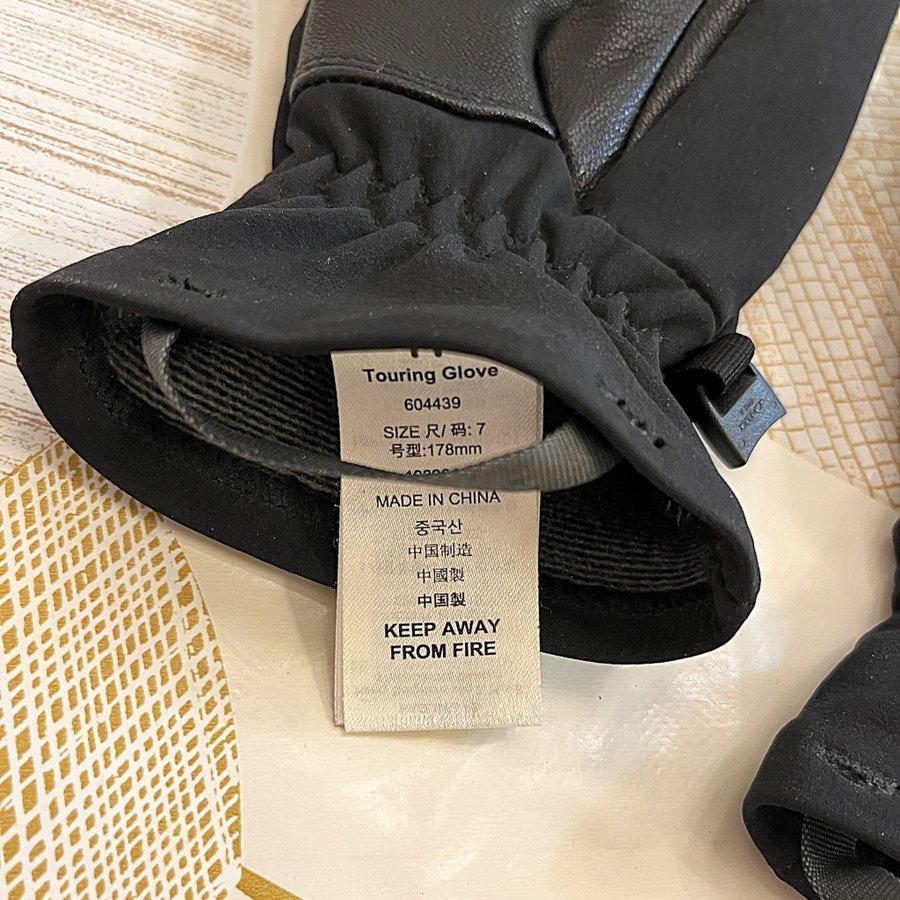 Touring Glove
604439
SIZE 尺/ 码: 7
号型:178mm
MADE IN CHINA
중국산
中国制造
中國製
中国製
KEEP AWAY
FROM FIRE